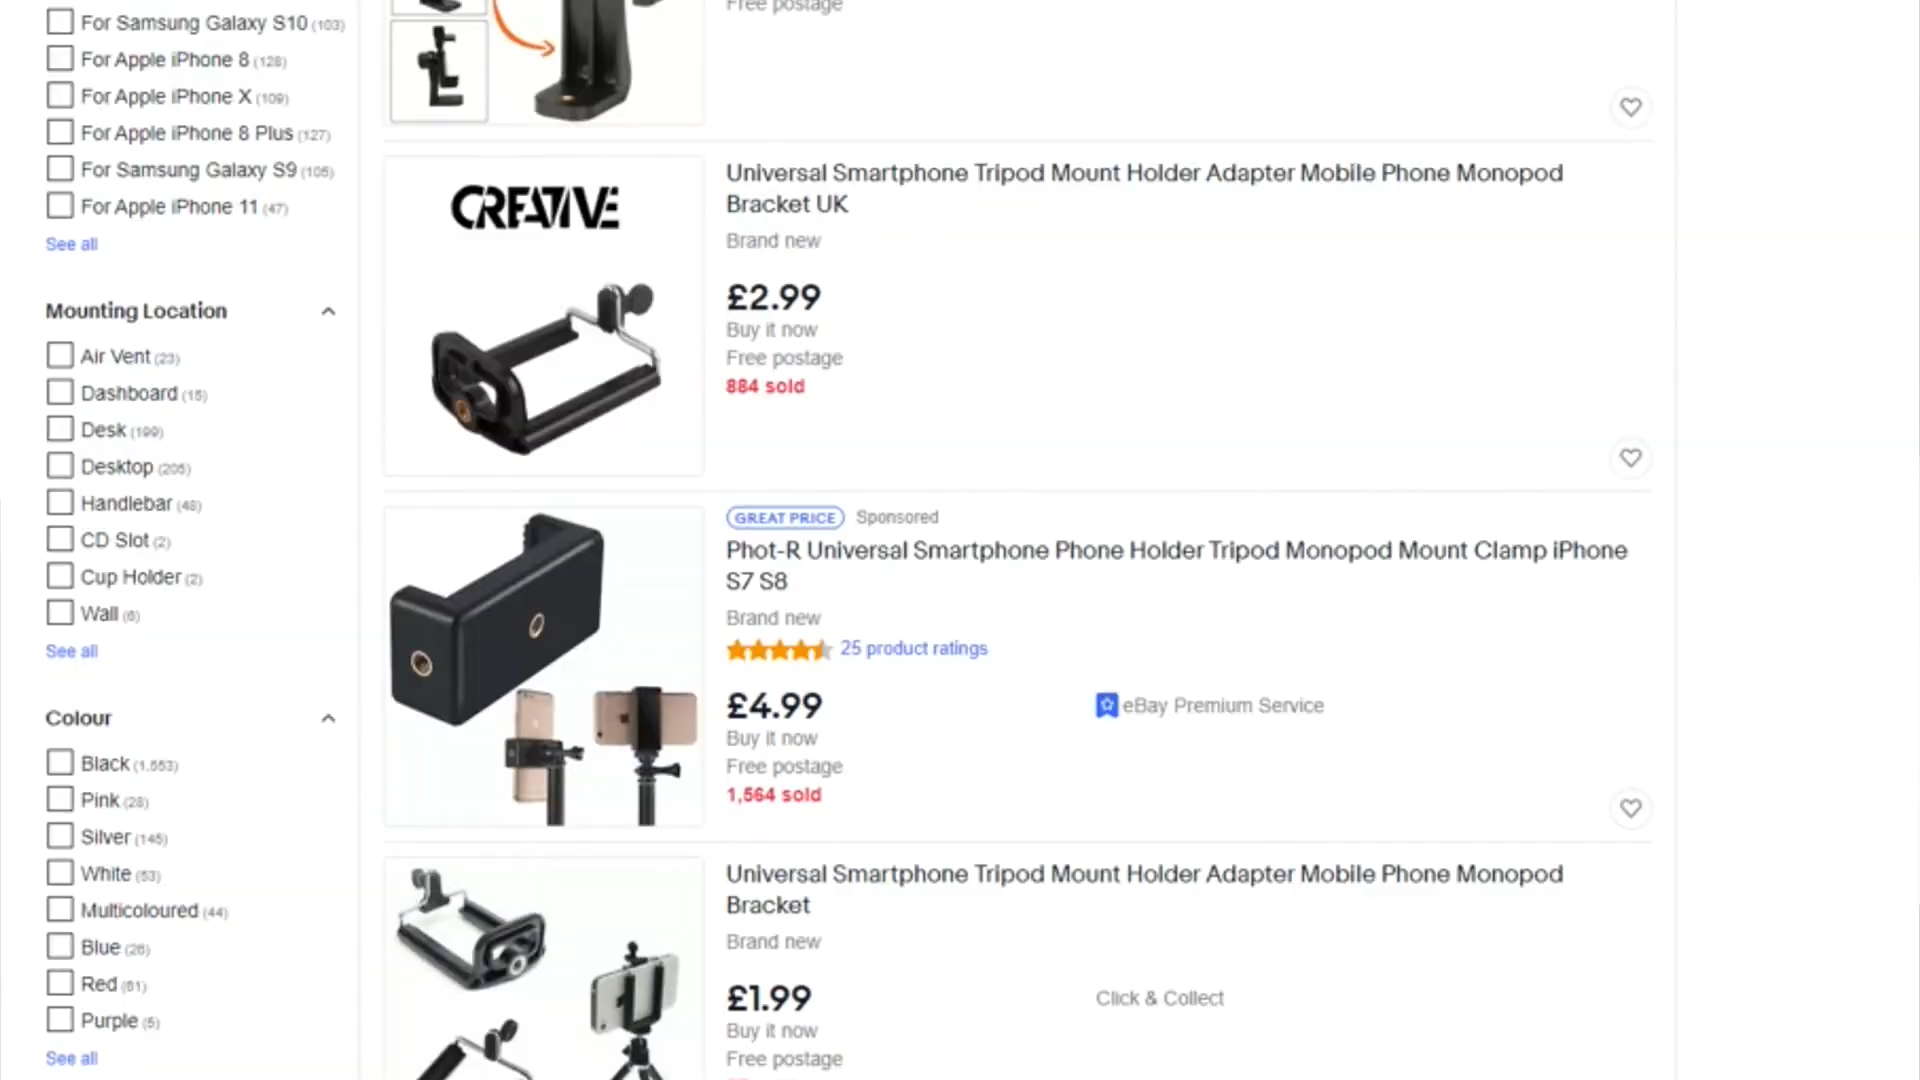 For Samsung Galaxy S10 (103)
For Apple iPhone 8 (128)
For Apple iPhone X (109)
For Apple iPhone 8 Plus (127)
For Samsung Galaxy S9 (105)
For Apple iPhone 11 (47)
See all
Mounting Location
Air Vent (23)
Dashboard (15)
Desk (199)
Desktop (205)
Handlebar (48)
CD Slot (2)
Cup Holder (2)
Wall (6)
See all
Colour
Black (1,553)
Pink (28)
Silver (145)
White (53)
Multicoloured (44)
Blue (26)
Red (61)
Purple (5)
See all
Free postage
CREATIVE
Universal Smartphone Tripod Mount Holder Adapter Mobile Phone Monopod
Bracket UK
Brand new
£2.99
Buy it now
Free postage
884 sold
GREAT PRICE Sponsored
Phot-R Universal Smartphone Phone Holder Tripod Monopod Mount Clamp iPhone
S7 S8
Brand new
25 product ratings
£4.99
eBay Premium Service
Buy it now
Free postage
1,564 sold
Universal Smartphone Tripod Mount Holder Adapter Mobile Phone Monopod
Bracket
Brand new
£1.99
Click & Collect
Buy it now
Free postage